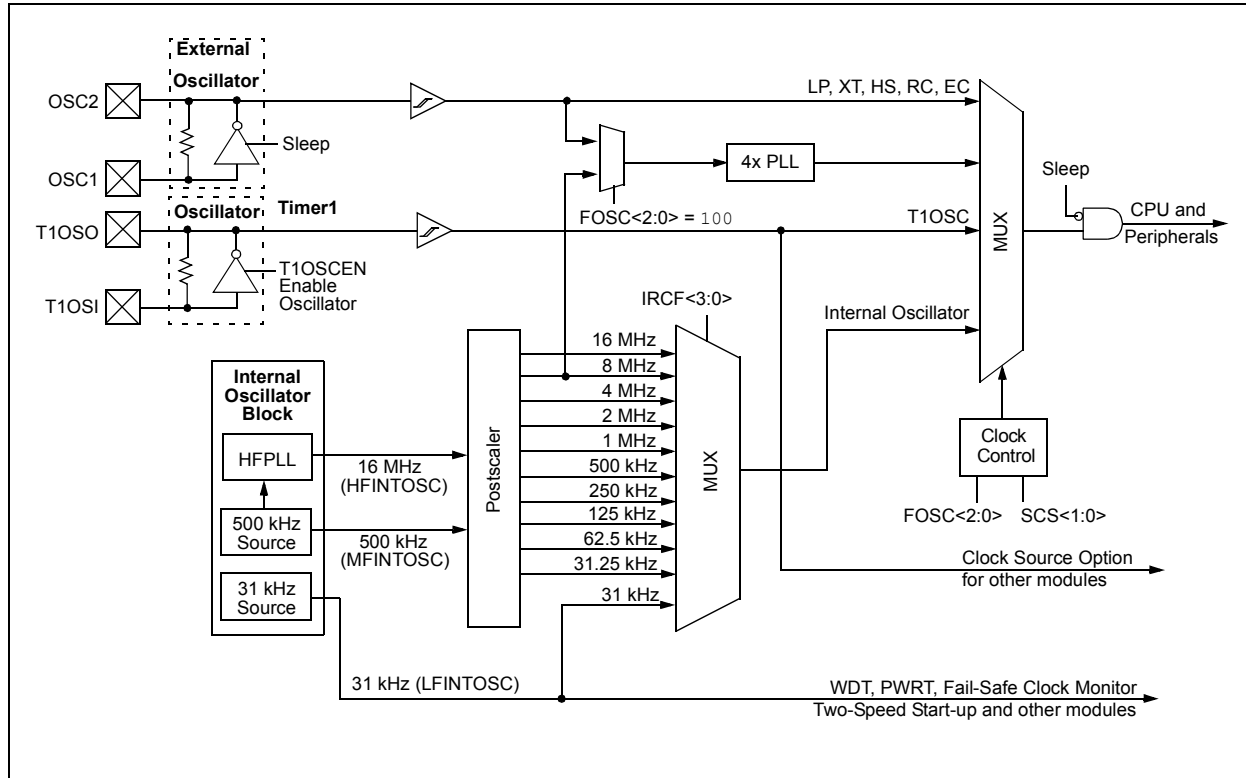 External
Oscillator
OSC2
Sleep
OSC1
LP, XT, HS, RC, EC
4x PLL
FOSC<2:0> = 100
Sleep
CPU and
Peripherals
MUX
Oscillator
Timer1
T1OSO
T1OSC
T1OSCEN
Enable
Oscillator
T1OSI
IRCF<3:0>
Internal Oscillator
Internal
Oscillator
Block
HFPLL
16 MHz
(HFINTOSC)
500 kHz
Source
500 kHz
(MFINTOSC)
31 kHz
Source
Postscaler
16 MHz
8 MHz
4 MHz
2 MHz
1 MHz
500 kHz
250 kHz
125 kHz
62.5 kHz
31.25 kHz
31 kHz
MUX
Clock
Control
FOSC<2:0>
SCS<1:0>
Clock Source Option
for other modules
31 kHz (LFINTOSC)
WDT, PWRT, Fail-Safe Clock Monitor
Two-Speed Start-up and other modules